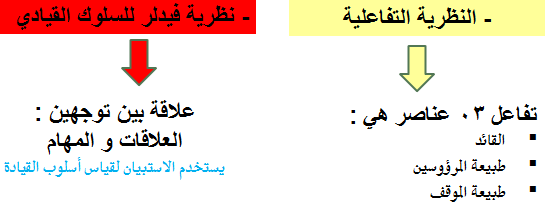 - النظرية التفاعلية
تفاعل ٠٣ عناصر هي :
▪ القائد
▪ طبيعة المرؤوسين
▪ طبيعة الموقف
- نظرية فيدلر للسلوك القيادي
علاقة بين توجهين :
العلاقات و المهام
يستخدم الاستبيان لقياس أسلوب القيادة